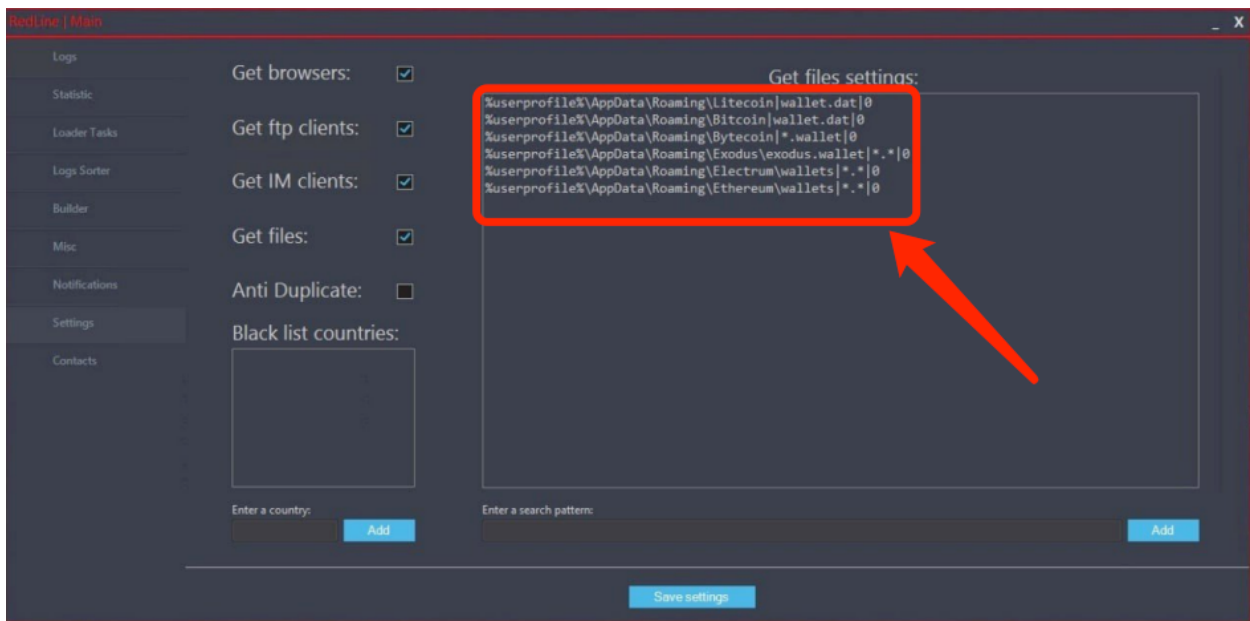 RedLine | Main
_ X
Logs
Statistic
Loader Tasks
Logs Sorter
Builder
Misc
Notifications
Settings
Contacts
Get browsers:
Get ftp clients:
Get IM clients:
Get files:
Anti Duplicate:
Black list countries:
Enter a country:
Add
Get files settings:
%userprofile%\AppData\Roaming\Litecoin|wallet.dat|0
%userprofile%\AppData\Roaming\Bitcoin|wallet.dat|0
%userprofile%\AppData\Roaming\Bytecoin|*.wallet|0
%userprofile%\AppData\Roaming\Exodus\exodus.wallet|*.*|0
%userprofile%\AppData\Roaming\Electrum\wallets|*.*|0
%userprofile%\AppData\Roaming\Ethereum\wallets|*.*|0
Enter a search pattern:
Add
Save settings